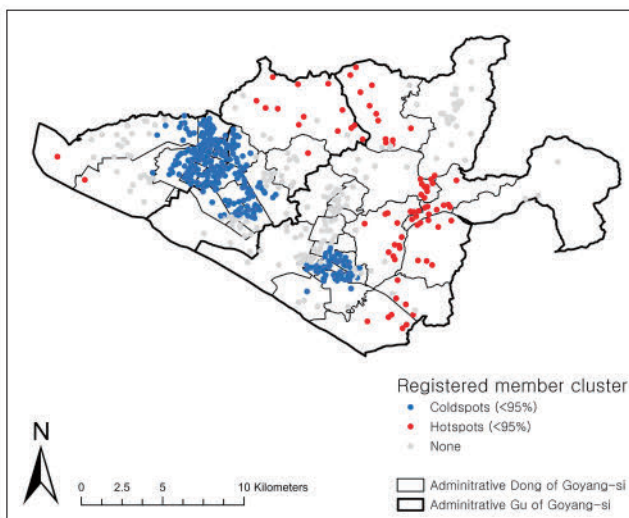 Registered member cluster
Coldspots (<95%)
Hotspots (<95%)
None
Adminitrative Dong of Goyang-si
Adminitrative Gu of Goyang-si
N
0 2.5 5 10 Kilometers